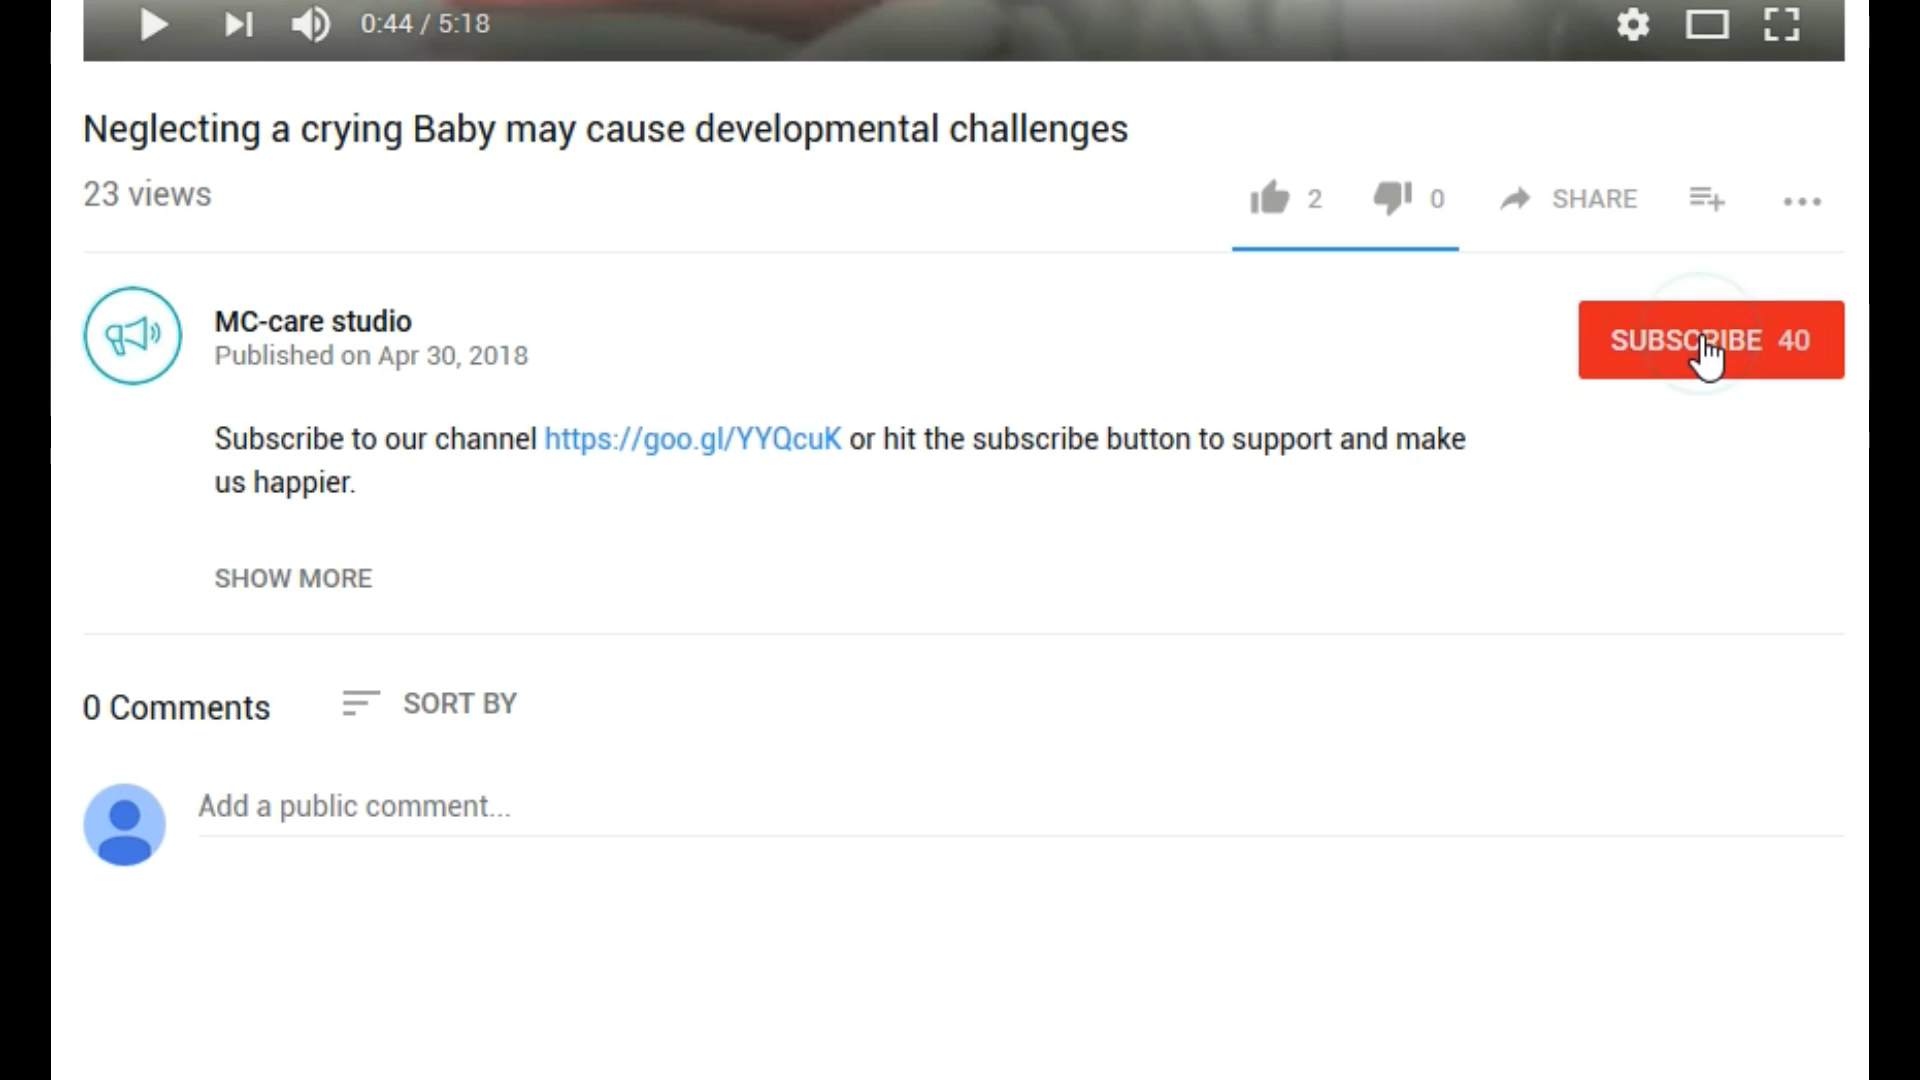 0:44 / 5:18
Neglecting a crying Baby may cause developmental challenges
23 views
2
0
SHARE
MC-care studio
Published on Apr 30, 2018
SUBSCRIBE 40
Subscribe to our channel https://goo.gl/YYQcuK or hit the subscribe button to support and make
us happier.
SHOW MORE
0 Comments
SORT BY
Add a public comment...